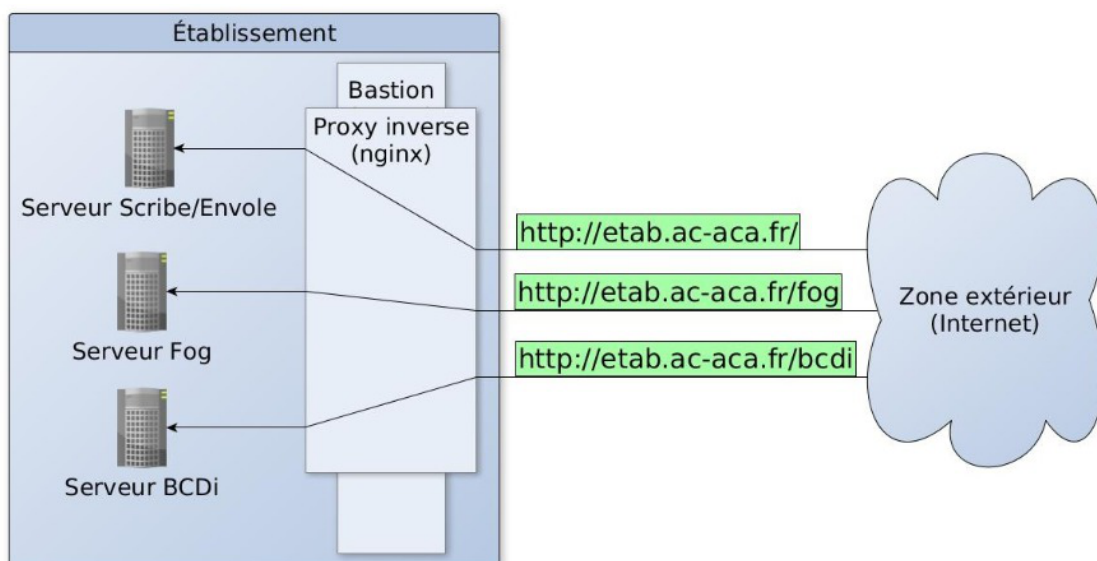 Établissement
Bastion
Proxy inverse
(nginx)
Serveur Scribe/Envole
http://etab.ac-aca.fr/
Serveur Fog
http://etab.ac-aca.fr/fog
Zone extérieur
(Internet)
Serveur BCDi
http://etab.ac-aca.fr/bcdi